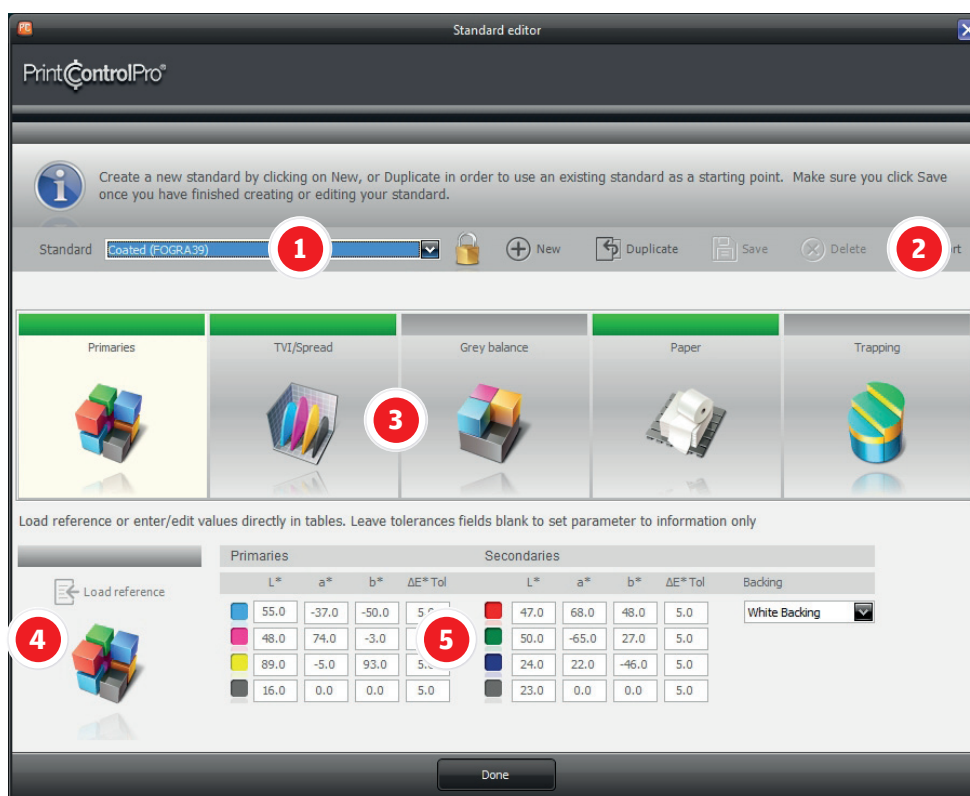 PC
Standard editor
PrintControlPro®
Create a new standard by clicking on New, or Duplicate in order to use an existing standard as a starting point. Make sure you click Save
once you have finished creating or editing your standard.
Standard Coated (FOGRA39) 1 New Duplicate Save Delete 2
Primaries TVI/Spread Grey balance Paper Trapping
3
Load reference or enter/edit values directly in tables. Leave tolerances fields blank to set parameter to information only
Primaries Secondaries
L* a* b* ΔE* Tol L* a* b* ΔE* Tol Backing
Load reference
55.0 -37.0 -50.0 47.0 68.0 48.0 5.0 White Backing
4 48.0 74.0 -3.0 5 50.0 -65.0 27.0 5.0
89.0 -5.0 93.0 24.0 22.0 -46.0 5.0
16.0 0.0 0.0 5.0 23.0 0.0 0.0 5.0
Done